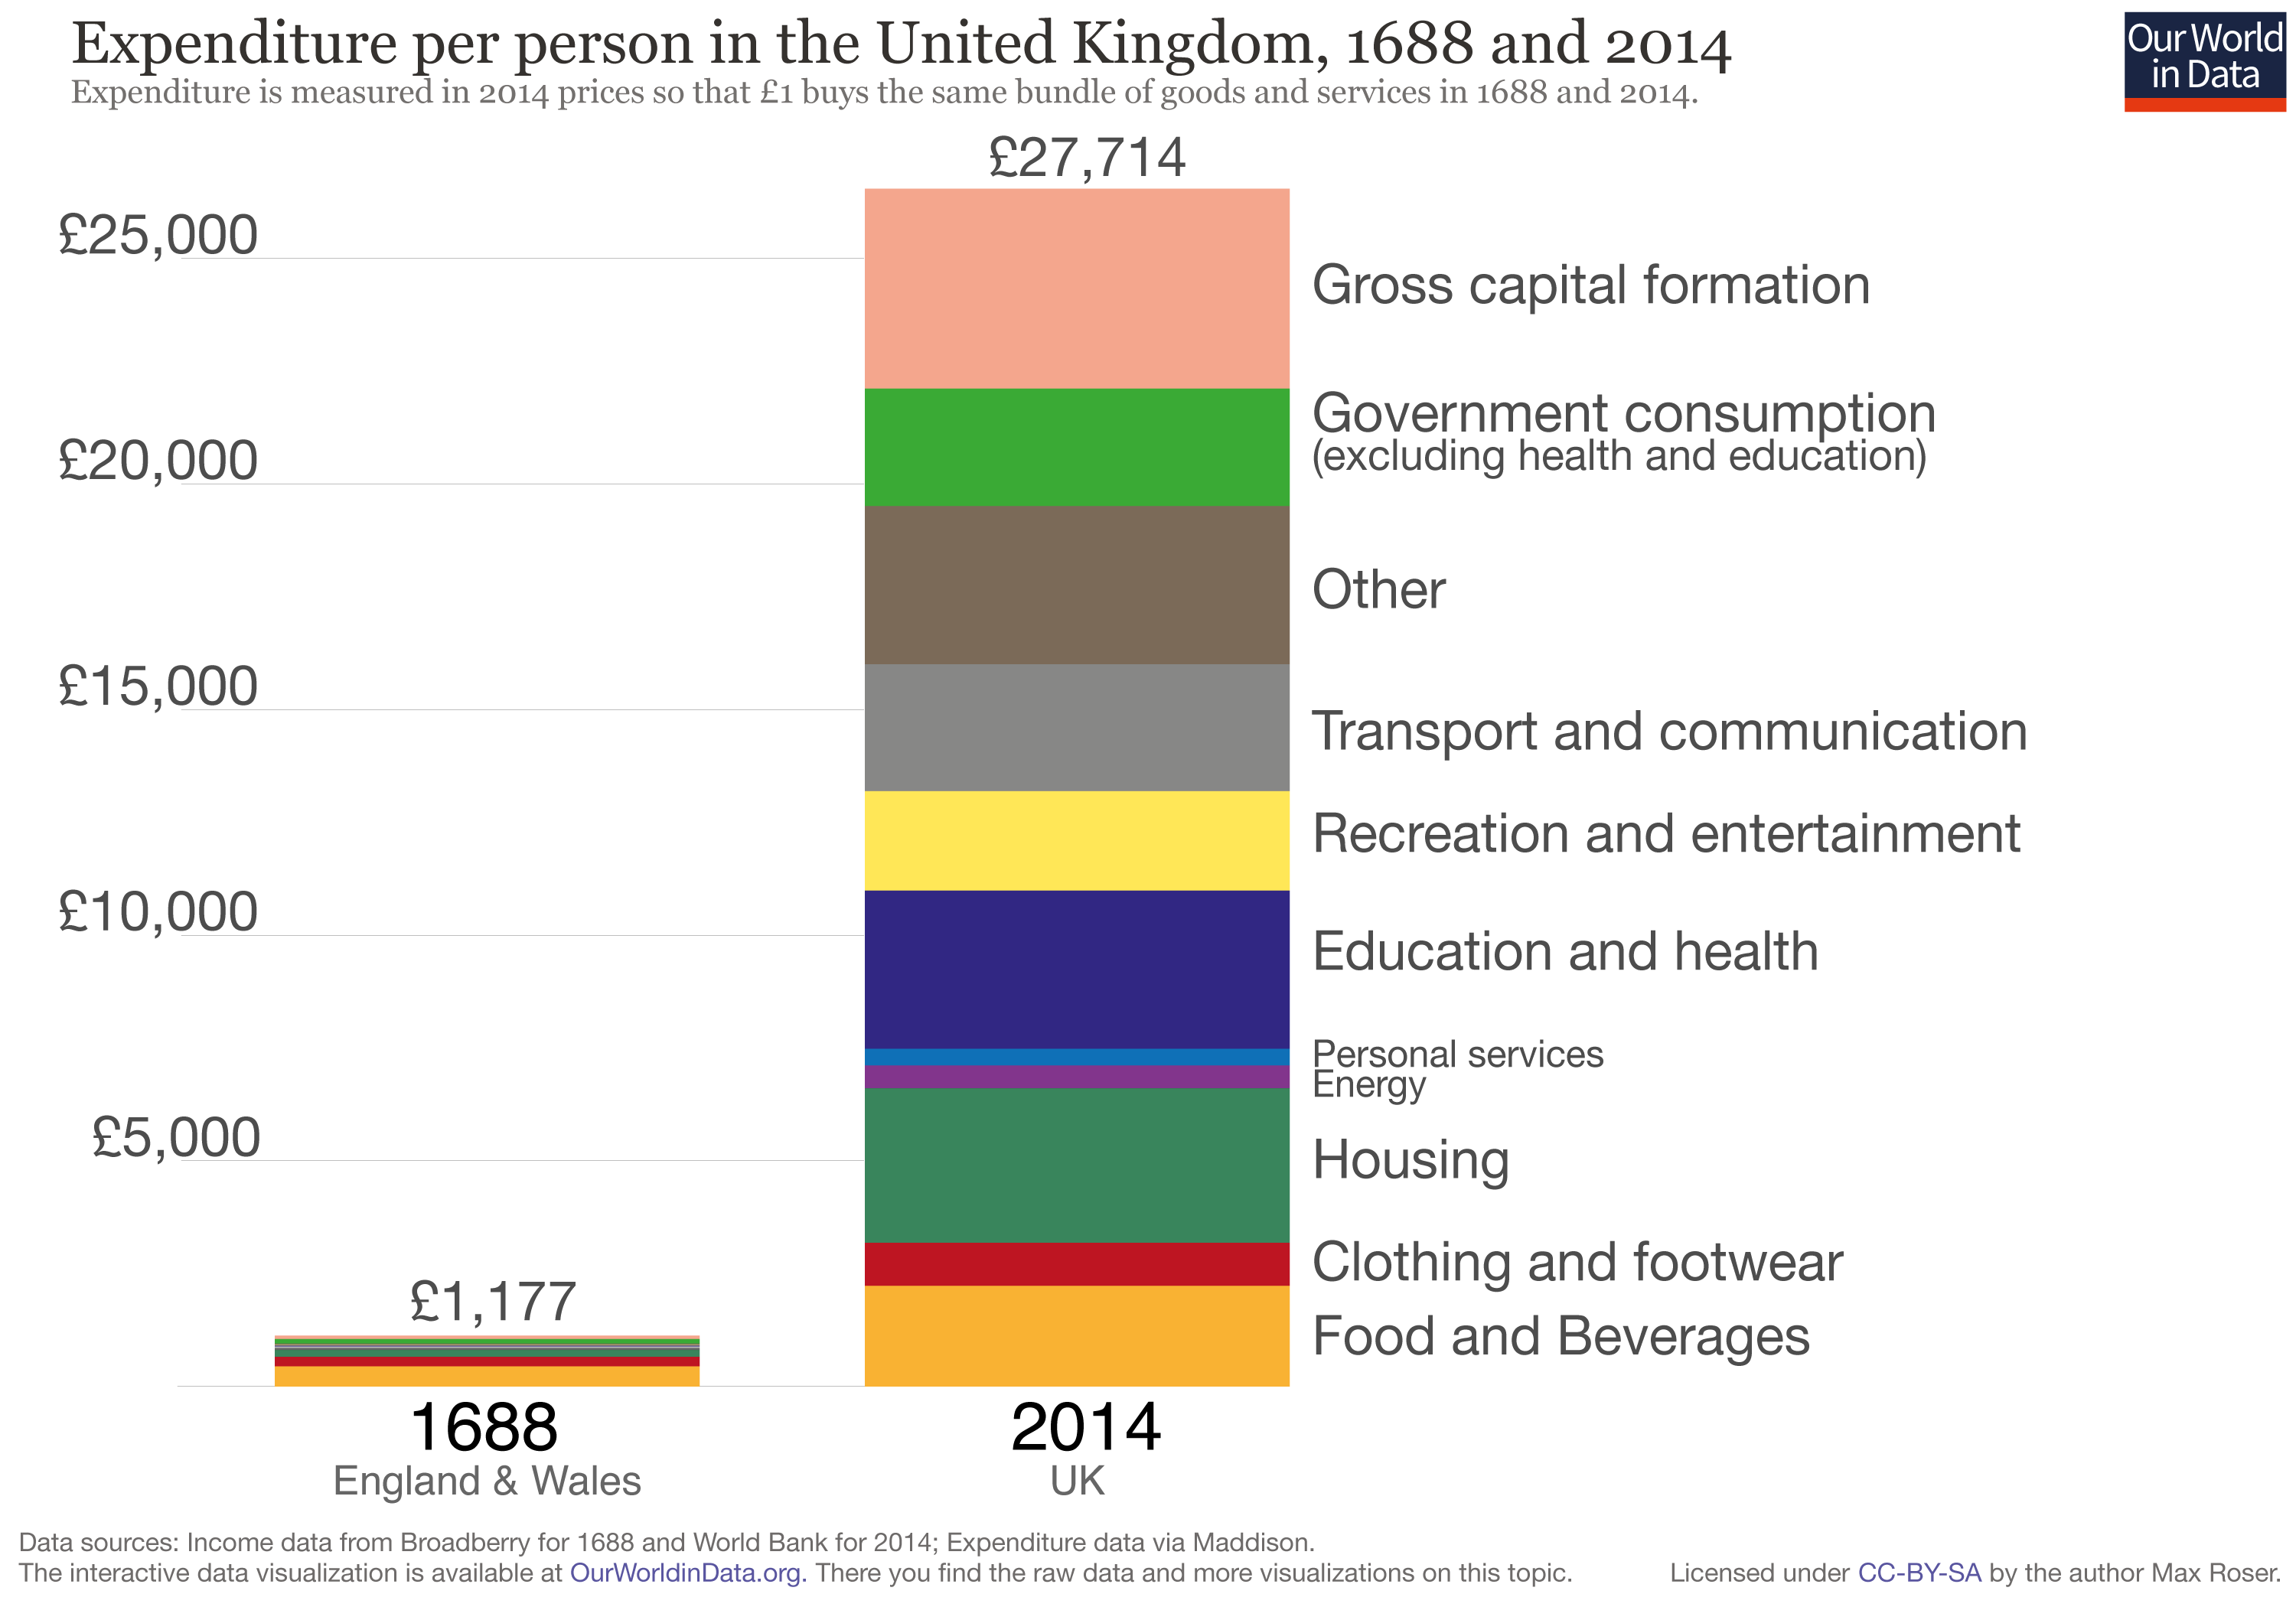 Expenditure per person in the United Kingdom, 1688 and 2014
Expenditure is measured in 2014 prices so that £1 buys the same bundle of goods and services in 1688 and 2014.
Our World
in Data
£27,714
£25,000
Gross capital formation
Government consumption
(excluding health and education)
£20,000
Other
£15,000
Transport and communication
Recreation and entertainment
£10,000
Education and health
Personal services
Energy
£5,000
Housing
Clothing and footwear
£1,177
Food and Beverages
1688
England & Wales
2014
UK
Data sources: Income data from Broadberry for 1688 and World Bank for 2014; Expenditure data via Maddison.
The interactive data visualization is available at OurWorldinData.org. There you find the raw data and more visualizations on this topic.
Licensed under CC-BY-SA by the author Max Roser.